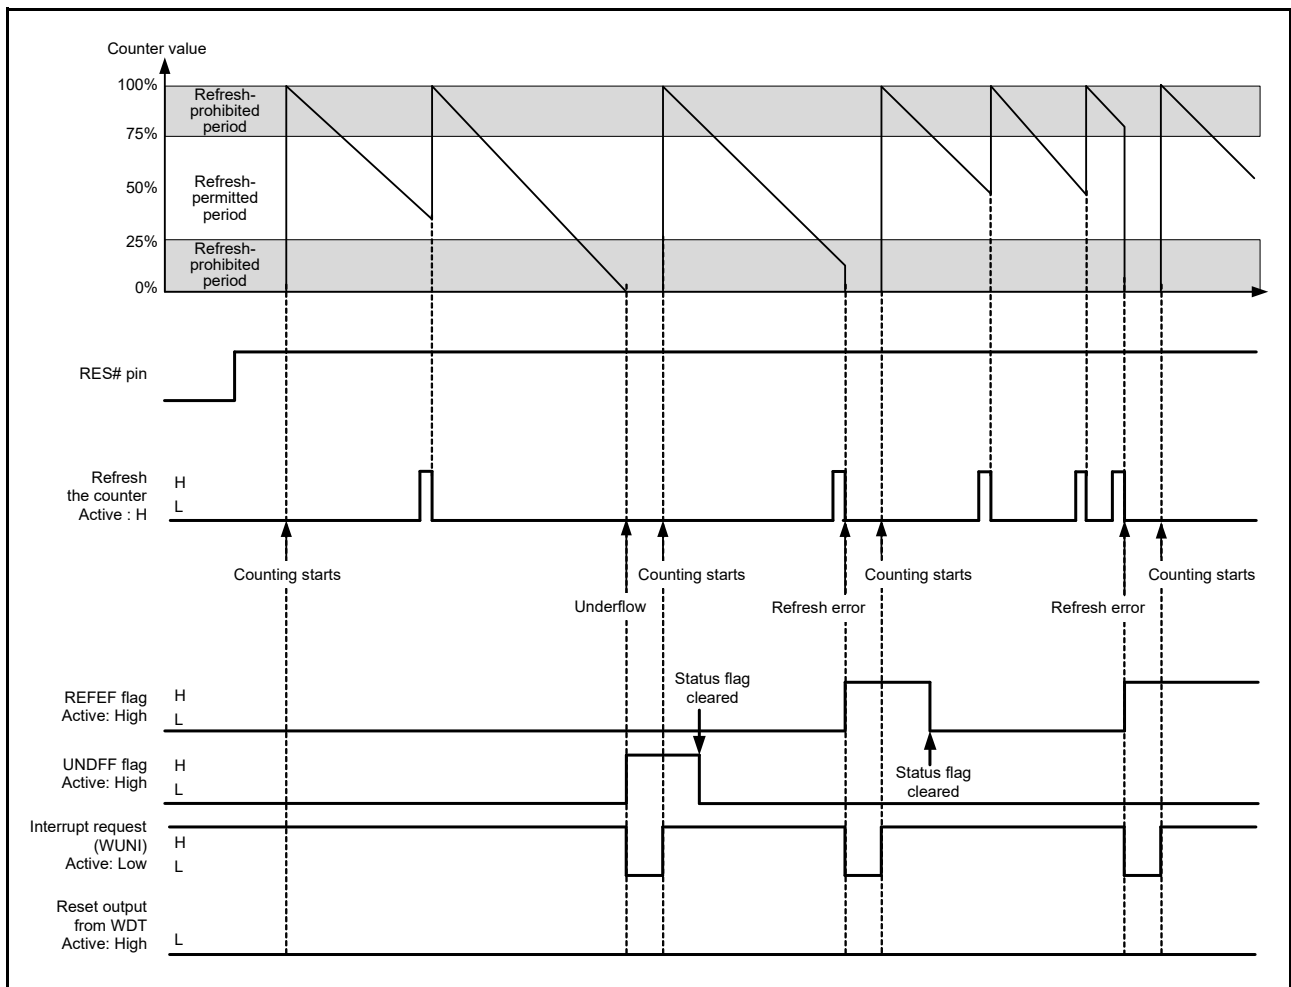 Counter value
100%
Refresh-
prohibited
period
75%
Refresh-
permitted
period
50%
25%
Refresh-
prohibited
period
0%
RES# pin
Refresh
the counter
Active : H
H
L
Counting starts
Counting starts
Counting starts
Counting starts
Underflow
Refresh error
Refresh error
REFEF flag
Active: High
H
L
Status flag
cleared
UNDFF flag
Active: High
H
L
Status flag
cleared
Interrupt request
(WUNI)
Active: Low
H
L
Reset output
from WDT
Active: High
L